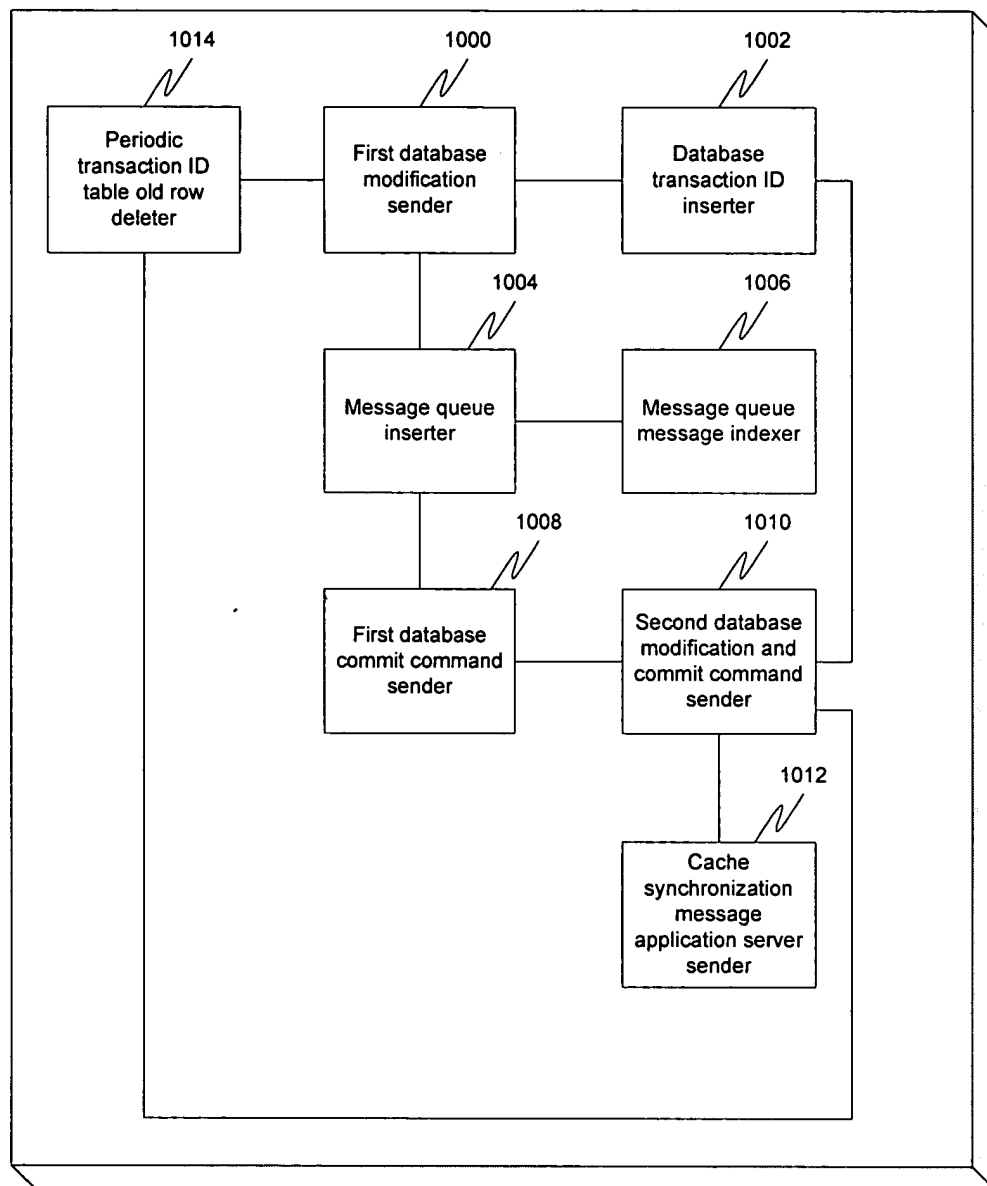 1014
1000
1002
Periodic
transaction ID
table old row
deleter
First database
modification
sender
Database
transaction ID
inserter
1004
1006
Message queue
inserter
Message queue
message indexer
1008
1010
First database
commit command
sender
Second database
modification and
commit command
sender
1012
Cache
synchronization
message
application server
sender